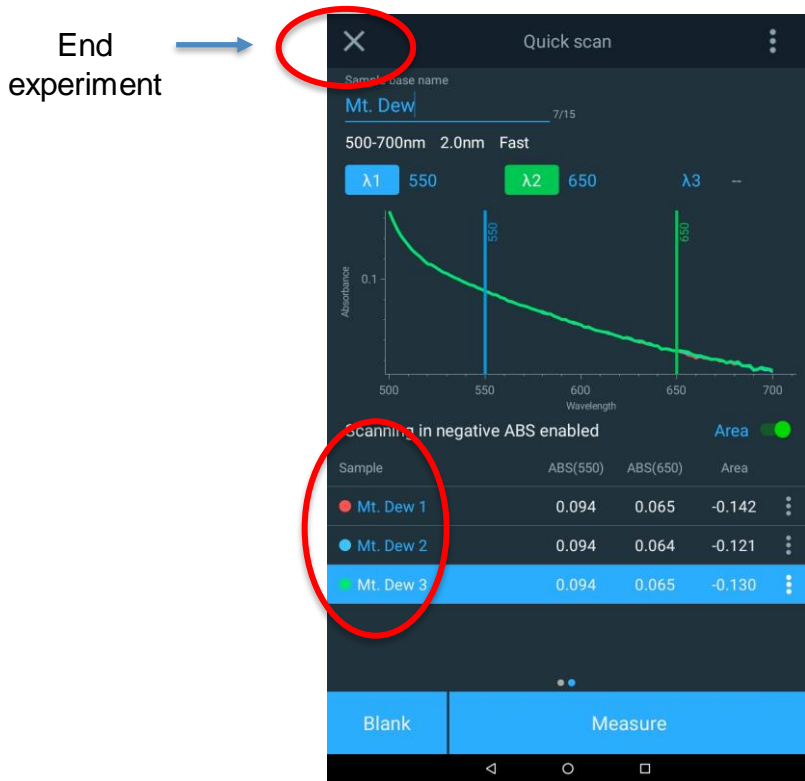 End
experiment
Quick scan
Sample base name
Mt. Dew
7/15
500-700nm 2.0nm Fast
λ1 550 λ2 650 λ3 --
550
650
Absorbance
0.1
500 550 600 650 700
Wavelength
Scanning in negative ABS enabled Area
Sample ABS(550) ABS(650) Area
Mt. Dew 1 0.094 0.065 -0.142
Mt. Dew 2 0.094 0.064 -0.121
Mt. Dew 3 0.094 0.065 -0.130
Blank Measure